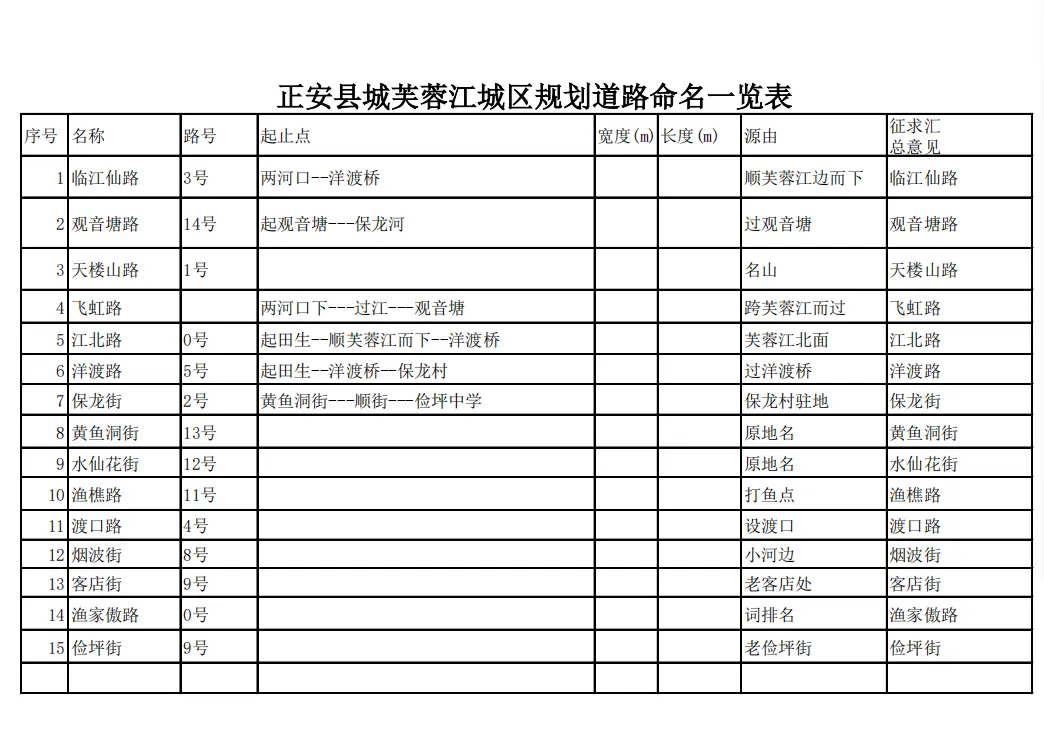 正安县城芙蓉江城区规划道路命名一览表
序号 名称 路号 起止点 宽度(m) 长度(m) 源由 征求汇
总意见
1 临江仙路 3号 两河口--洋渡桥 顺芙蓉江边而下 临江仙路
2 观音塘路 14号 起观音塘---保龙河 过观音塘 观音塘路
3 天楼山路 1号 名山 天楼山路
4 飞虹路 两河口下---过江---观音塘 跨芙蓉江而过 飞虹路
5 江北路 0号 起田生--顺芙蓉江而下--洋渡桥 芙蓉江北面 江北路
6 洋渡路 5号 起田生--洋渡桥--保龙村 过洋渡桥 洋渡路
7 保龙街 2号 黄鱼洞街---顺街---俭坪中学 保龙村驻地 保龙街
8 黄鱼洞街 13号 原地名 黄鱼洞街
9 水仙花街 12号 原地名 水仙花街
10 渔樵路 11号 打鱼点 渔樵路
11 渡口路 4号 设渡口 渡口路
12 烟波街 8号 小河边 烟波街
13 客店街 9号 老客店处 客店街
14 渔家傲路 0号 词排名 渔家傲路
15 俭坪街 9号 老俭坪街 俭坪街